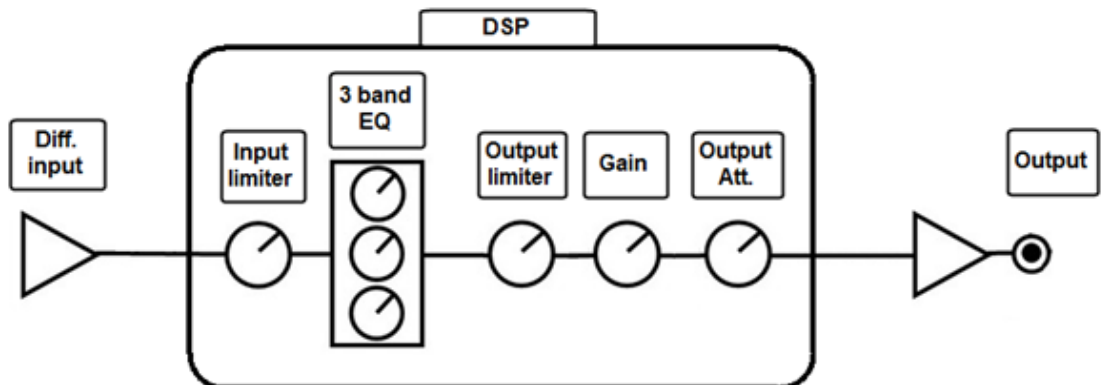 DSP
3 band
EQ
Diff.
input
Input
limiter
Output
limiter
Gain
Output
Att.
Output